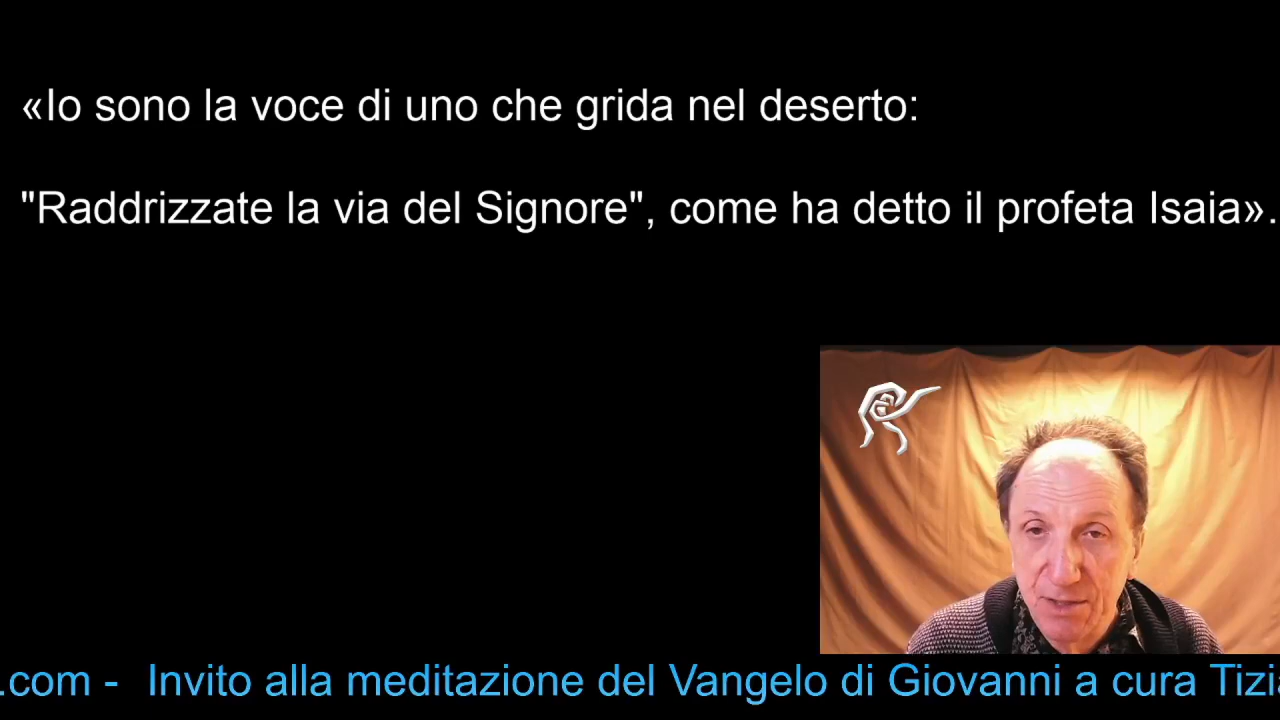 «Io sono la voce di uno che grida nel deserto:
"Raddrizzate la via del Signore", come ha detto il profeta Isaia».
.com - Invito alla meditazione del Vangelo di Giovanni a cura